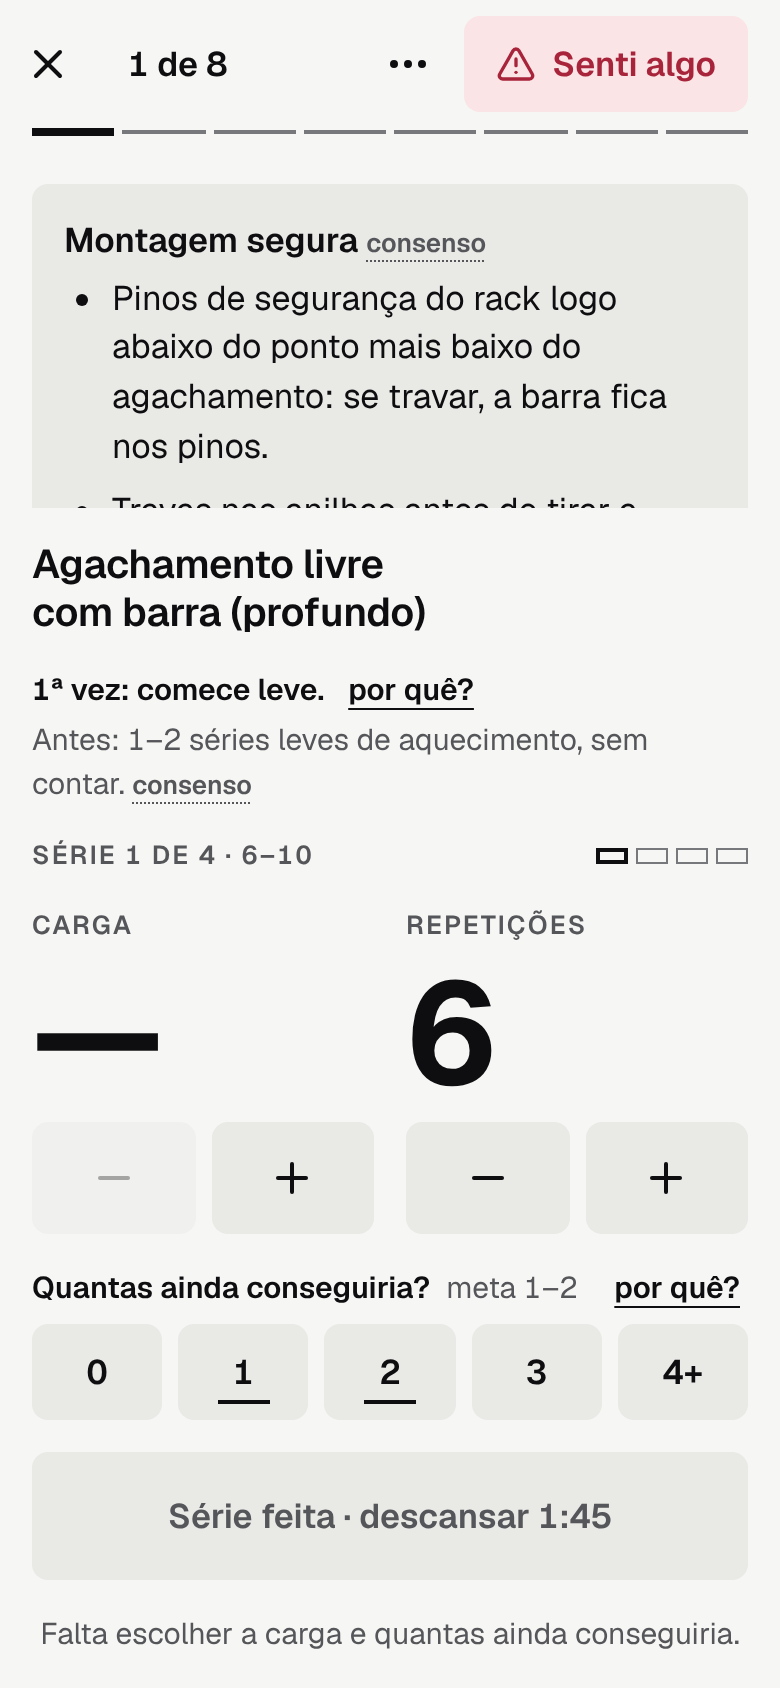 1 de 8
Senti algo
Montagem segura consenso
• Pinos de segurança do rack logo
abaixo do ponto mais baixo do
agachamento: se travar, a barra fica
nos pinos.
Agachamento livre
com barra (profundo)
1ª vez: comece leve. por quê?
Antes: 1–2 séries leves de aquecimento, sem
contar. consenso
SÉRIE 1 DE 4 · 6–10
CARGA
REPETIÇÕES
—
6
− + − +
Quantas ainda conseguiria? meta 1–2 por quê?
0 1 2 3 4+
Série feita · descansar 1:45
Falta escolher a carga e quantas ainda conseguiria.